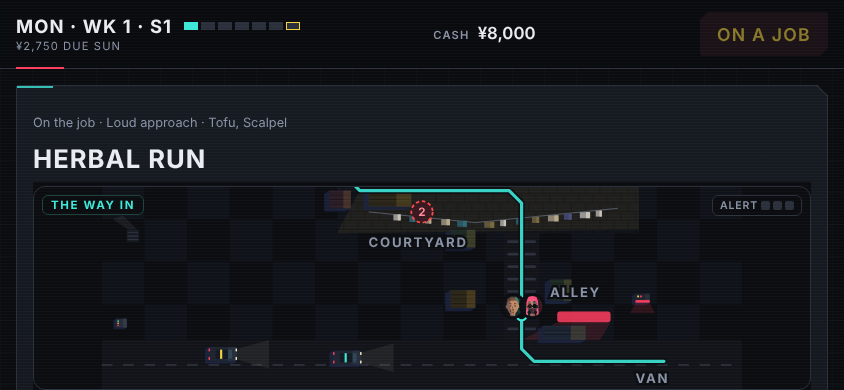 MON · WK 1 · S1
¥2,750 DUE SUN
CASH ¥8,000
ON A JOB
On the job · Loud approach · Tofu, Scalpel
HERBAL RUN
THE WAY IN
ALERT
2
COURTYARD
ALLEY
VAN